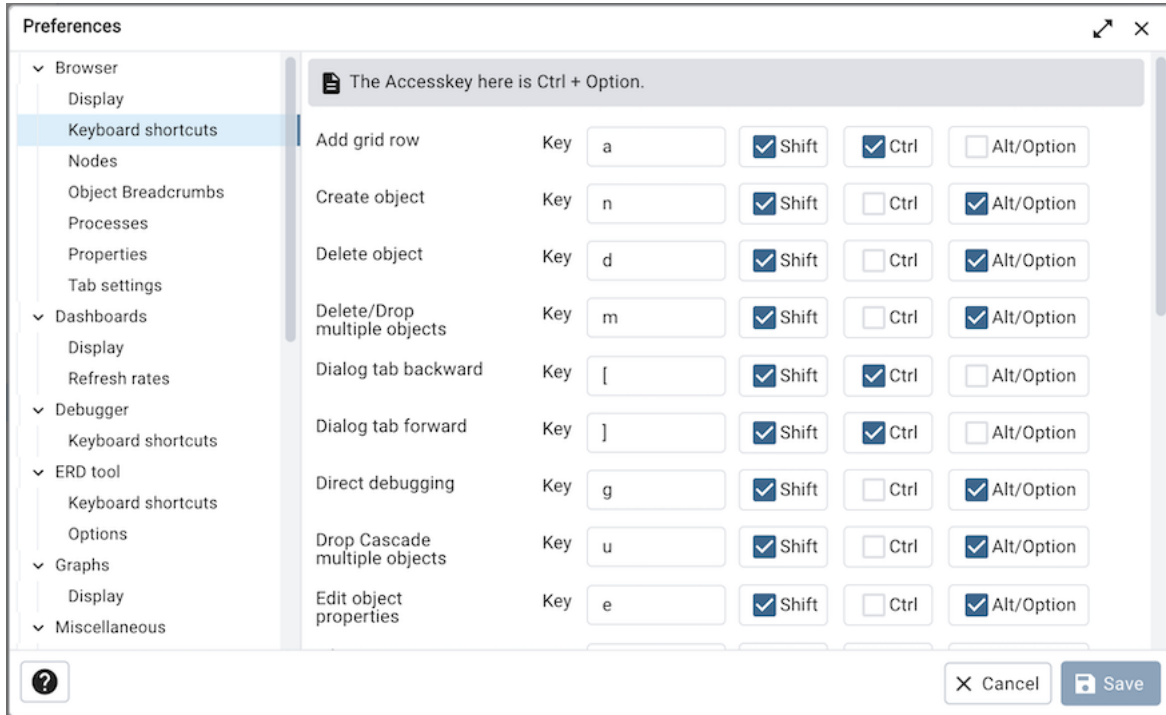 Preferences
Browser
Display
Keyboard shortcuts
Nodes
Object Breadcrumbs
Processes
Properties
Tab settings
Dashboards
Display
Refresh rates
Debugger
Keyboard shortcuts
ERD tool
Keyboard shortcuts
Options
Graphs
Display
Miscellaneous
The Accesskey here is Ctrl + Option.
Add grid row Key a Shift Ctrl Alt/Option
Create object Key n Shift Ctrl Alt/Option
Delete object Key d Shift Ctrl Alt/Option
Delete/Drop
multiple objects Key m Shift Ctrl Alt/Option
Dialog tab backward Key [ Shift Ctrl Alt/Option
Dialog tab forward Key ] Shift Ctrl Alt/Option
Direct debugging Key g Shift Ctrl Alt/Option
Drop Cascade
multiple objects Key u Shift Ctrl Alt/Option
Edit object
properties Key e Shift Ctrl Alt/Option
? Cancel Save